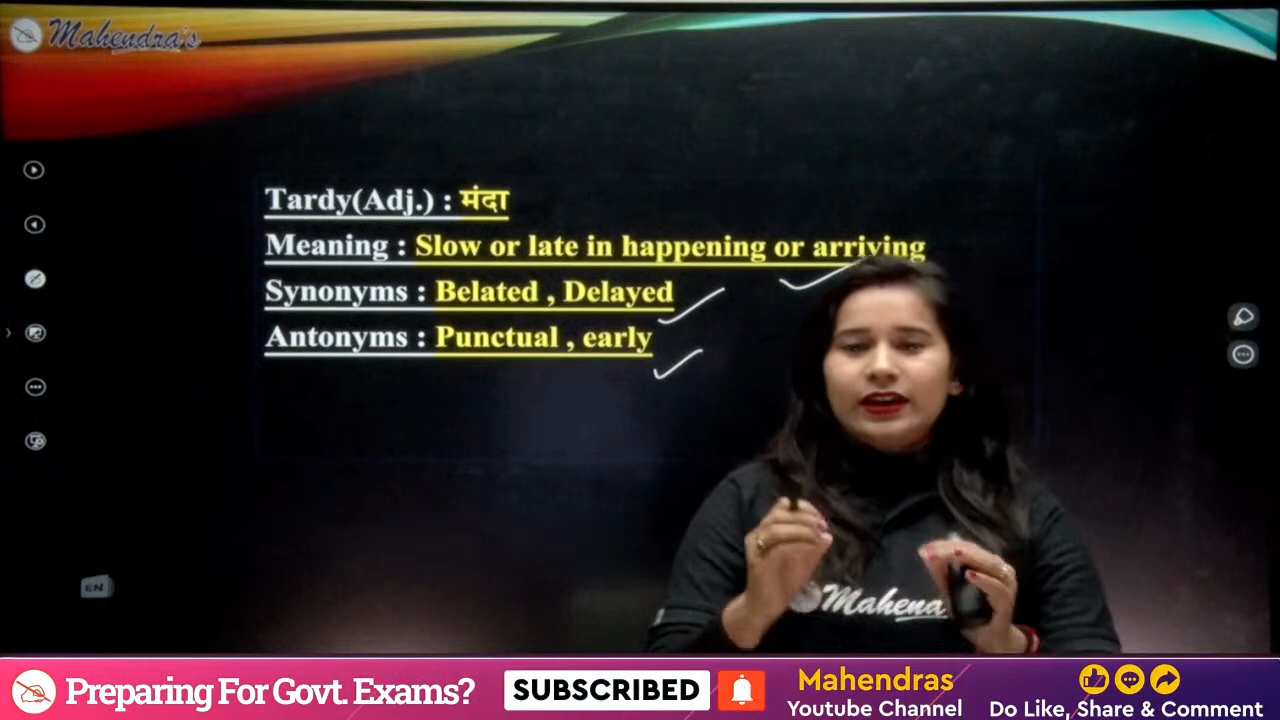 Mahendra's
Tardy(Adj.) : मंदा
Meaning : Slow or late in happening or arriving
Synonyms : Belated , Delayed
Antonyms : Punctual , early
EN
Mahena
Preparing For Govt. Exams?
SUBSCRIBED
Mahendras
Youtube Channel
Do Like, Share & Comment